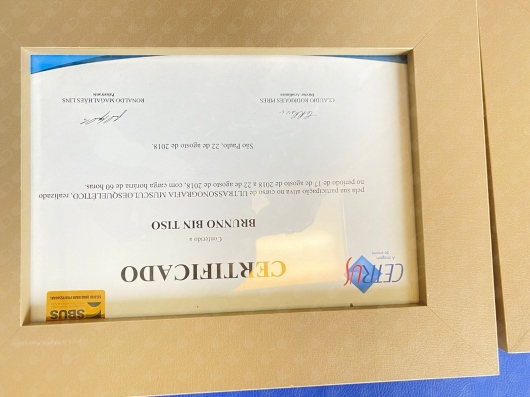 CETRUS
SBUS
CERTIFICADO
Conferido a
BRUNNO BIN TISO
pela sua participação ativa no curso de ULTRASSONOGRAFIA MUSCULOESQUELÉTICO, realizado
no período de 17 de agosto de 2018 a 22 de agosto de 2018, com carga horária de 60 horas.
São Paulo, 22 de agosto de 2018.
CLAUDIO RODRIGUES PIRES
RONALDO MAGALHÃES LINS
Palestrante